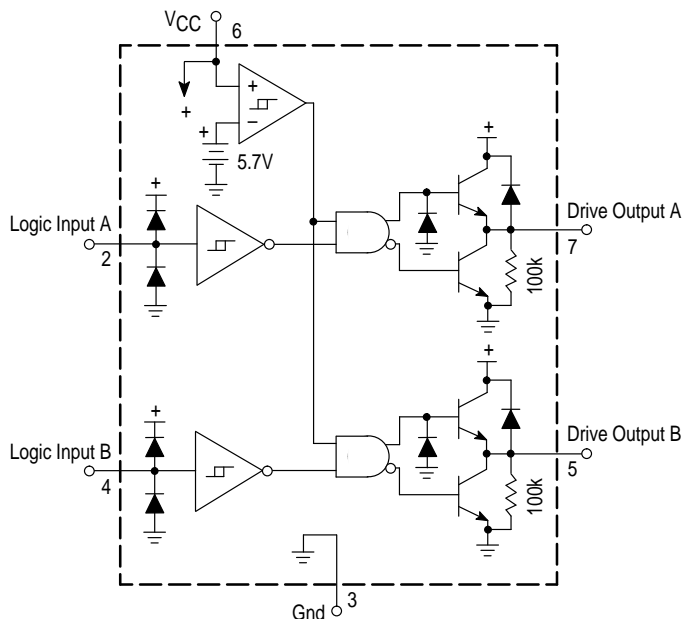 VCC
6
+
+
−
+
5.7V
+
+
Logic Input A
2
Drive Output A
7
100k
+
+
Logic Input B
4
Drive Output B
5
100k
3
Gnd